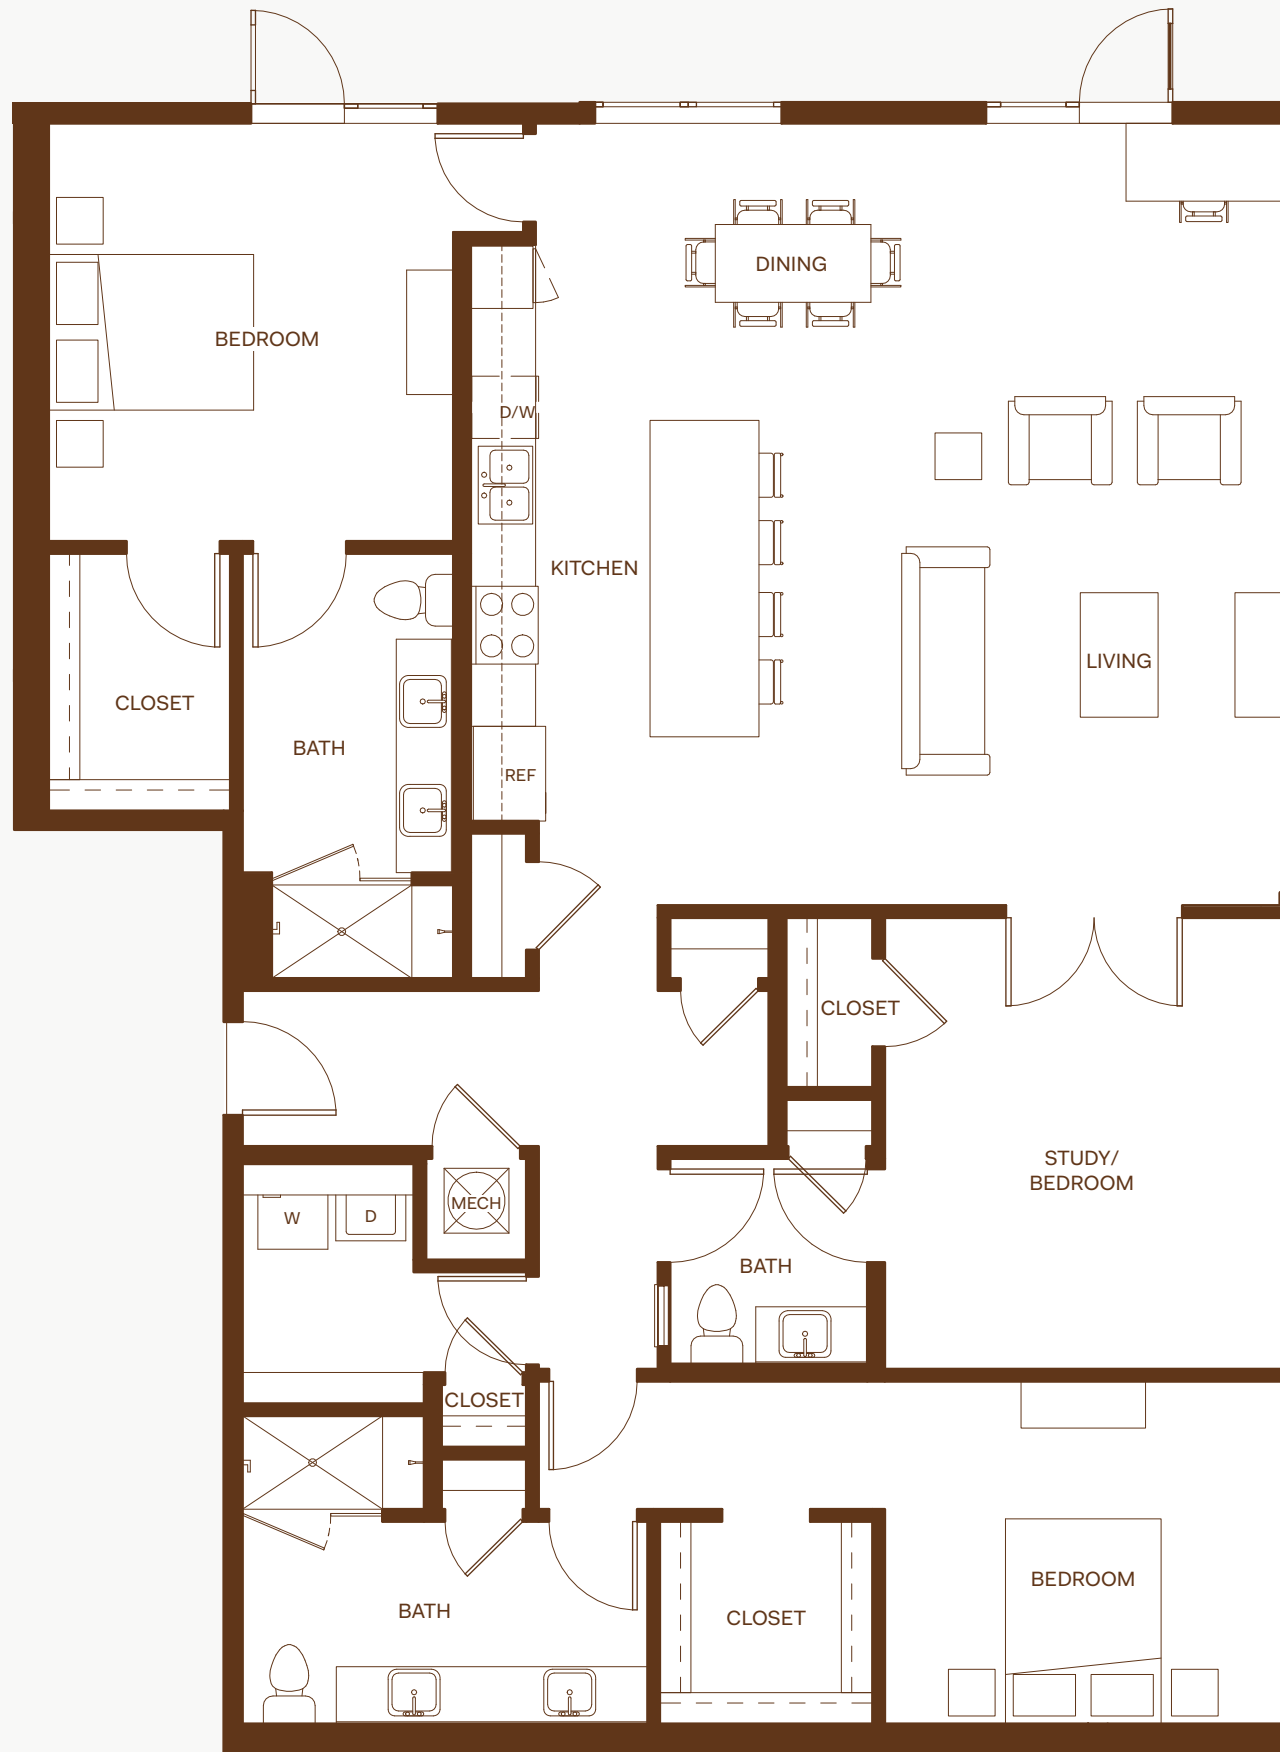 DINING
BEDROOM
D/W
KITCHEN
LIVING
CLOSET
BATH
REF
CLOSET
STUDY/
BEDROOM
MECH
W
D
BATH
CLOSET
BEDROOM
BATH
CLOSET